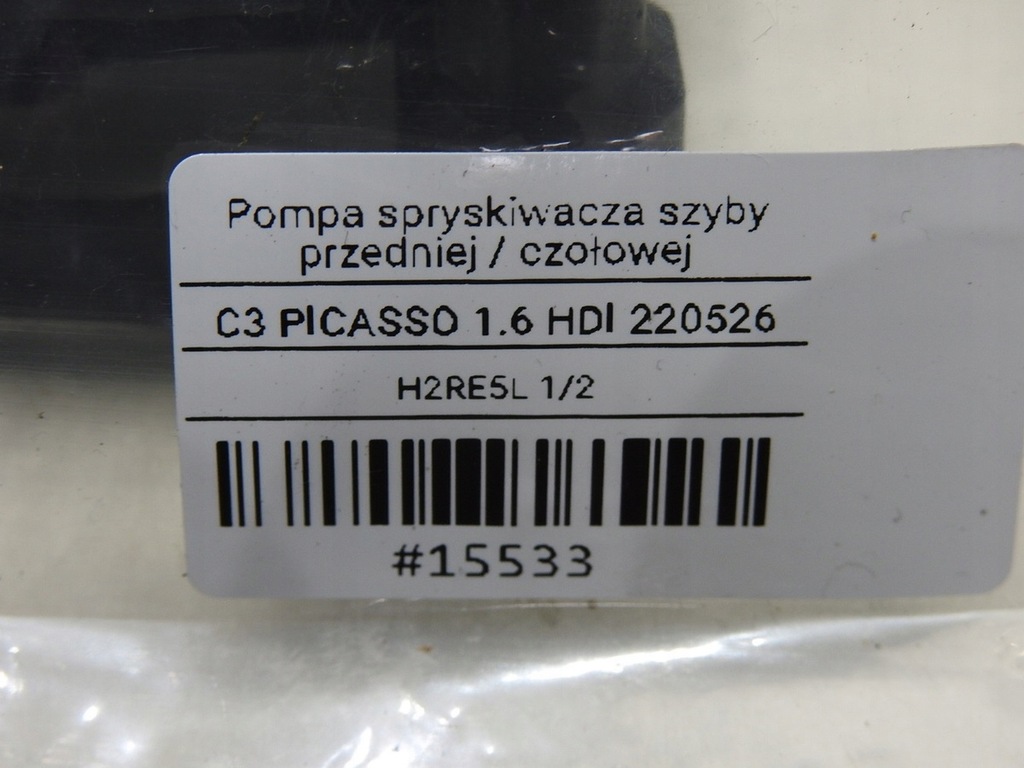 Pompa spryskiwacza szyby
przedniej / czołowej
C3 PICASSO 1.6 HDI 220526
H2RE5L 1/2
#15533